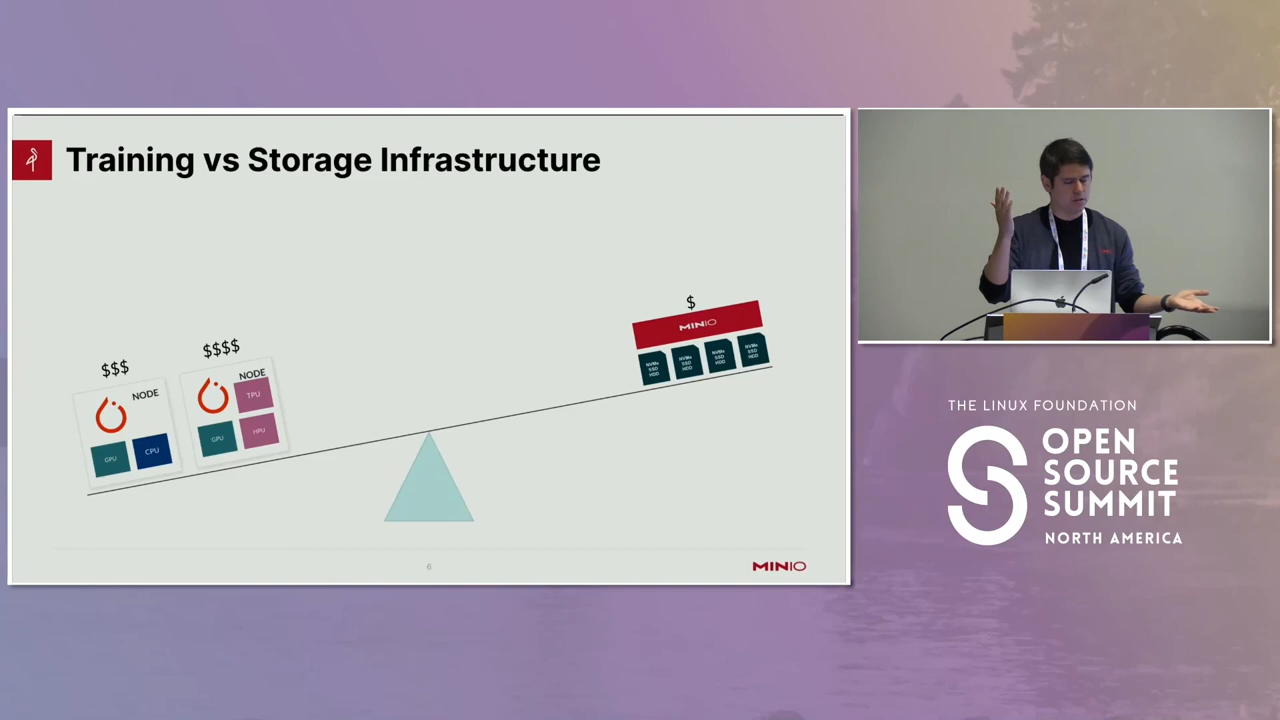 Training vs Storage Infrastructure
$$$
NODE
GPU
CPU
$$$$
NODE
TPU
GPU
HPU
$
MINIO
NVMe
SSD
HDD
NVMe
SSD
HDD
NVMe
SSD
HDD
NVMe
SSD
HDD
6
MINIO
THE LINUX FOUNDATION
OPEN
SOURCE
SUMMIT
NORTH AMERICA